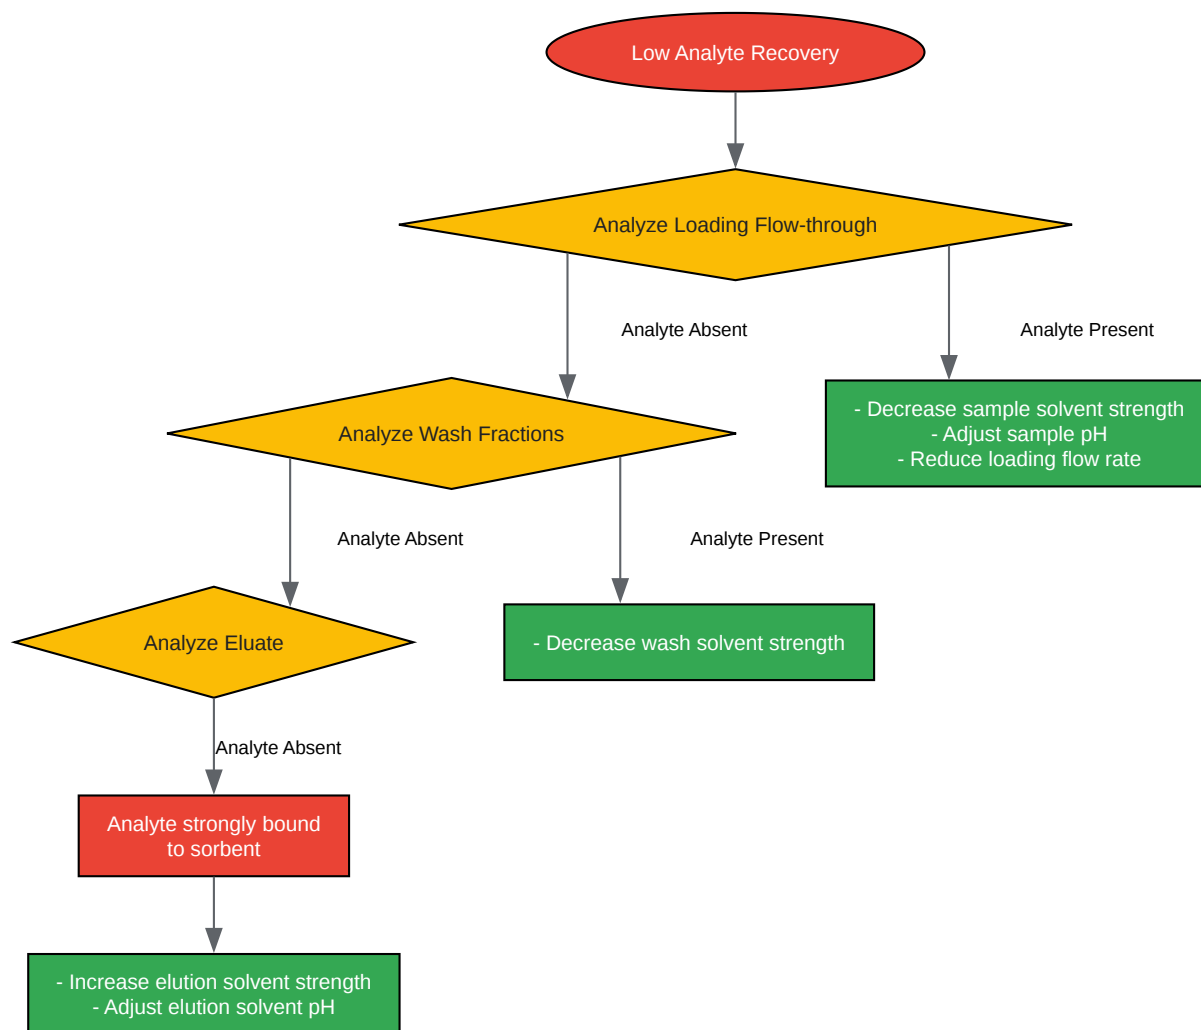 Low Analyte Recovery
Analyze Loading Flow-through
Analyte Absent
Analyte Present
- Decrease sample solvent strength
- Adjust sample pH
- Reduce loading flow rate
Analyze Wash Fractions
Analyte Absent
Analyte Present
- Decrease wash solvent strength
Analyze Eluate
Analyte Absent
Analyte strongly bound
to sorbent
- Increase elution solvent strength
- Adjust elution solvent pH